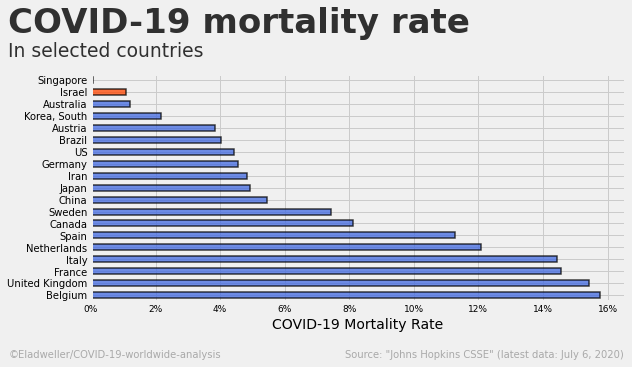 COVID-19 mortality rate
In selected countries
Singapore
Israel
Australia
Korea, South
Austria
Brazil
US
Germany
Iran
Japan
China
Sweden
Canada
Spain
Netherlands
Italy
France
United Kingdom
Belgium
0% 2% 4% 6% 8% 10% 12% 14% 16%
COVID-19 Mortality Rate
©Eladweller/COVID-19-worldwide-analysis Source: "Johns Hopkins CSSE" (latest data: July 6, 2020)